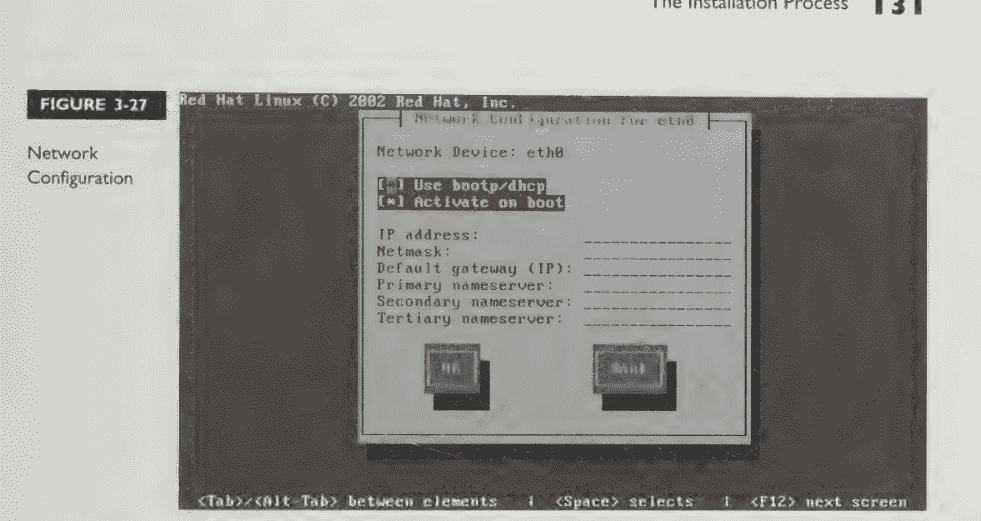 The Installation Process 131
FIGURE 3-27
Network
Configuration
Red Hat Linux (C) 2002 Red Hat, Inc.
Network Configuration for eth0
Network Device: eth0
[ ] Use bootp/dhcp
[*] Activate on boot
IP address:
Netmask:
Default gateway (IP):
Primary nameserver:
Secondary nameserver:
Tertiary nameserver:
OK Back
<Tab>/<Alt-Tab> between elements | <Space> selects | <F12> next screen